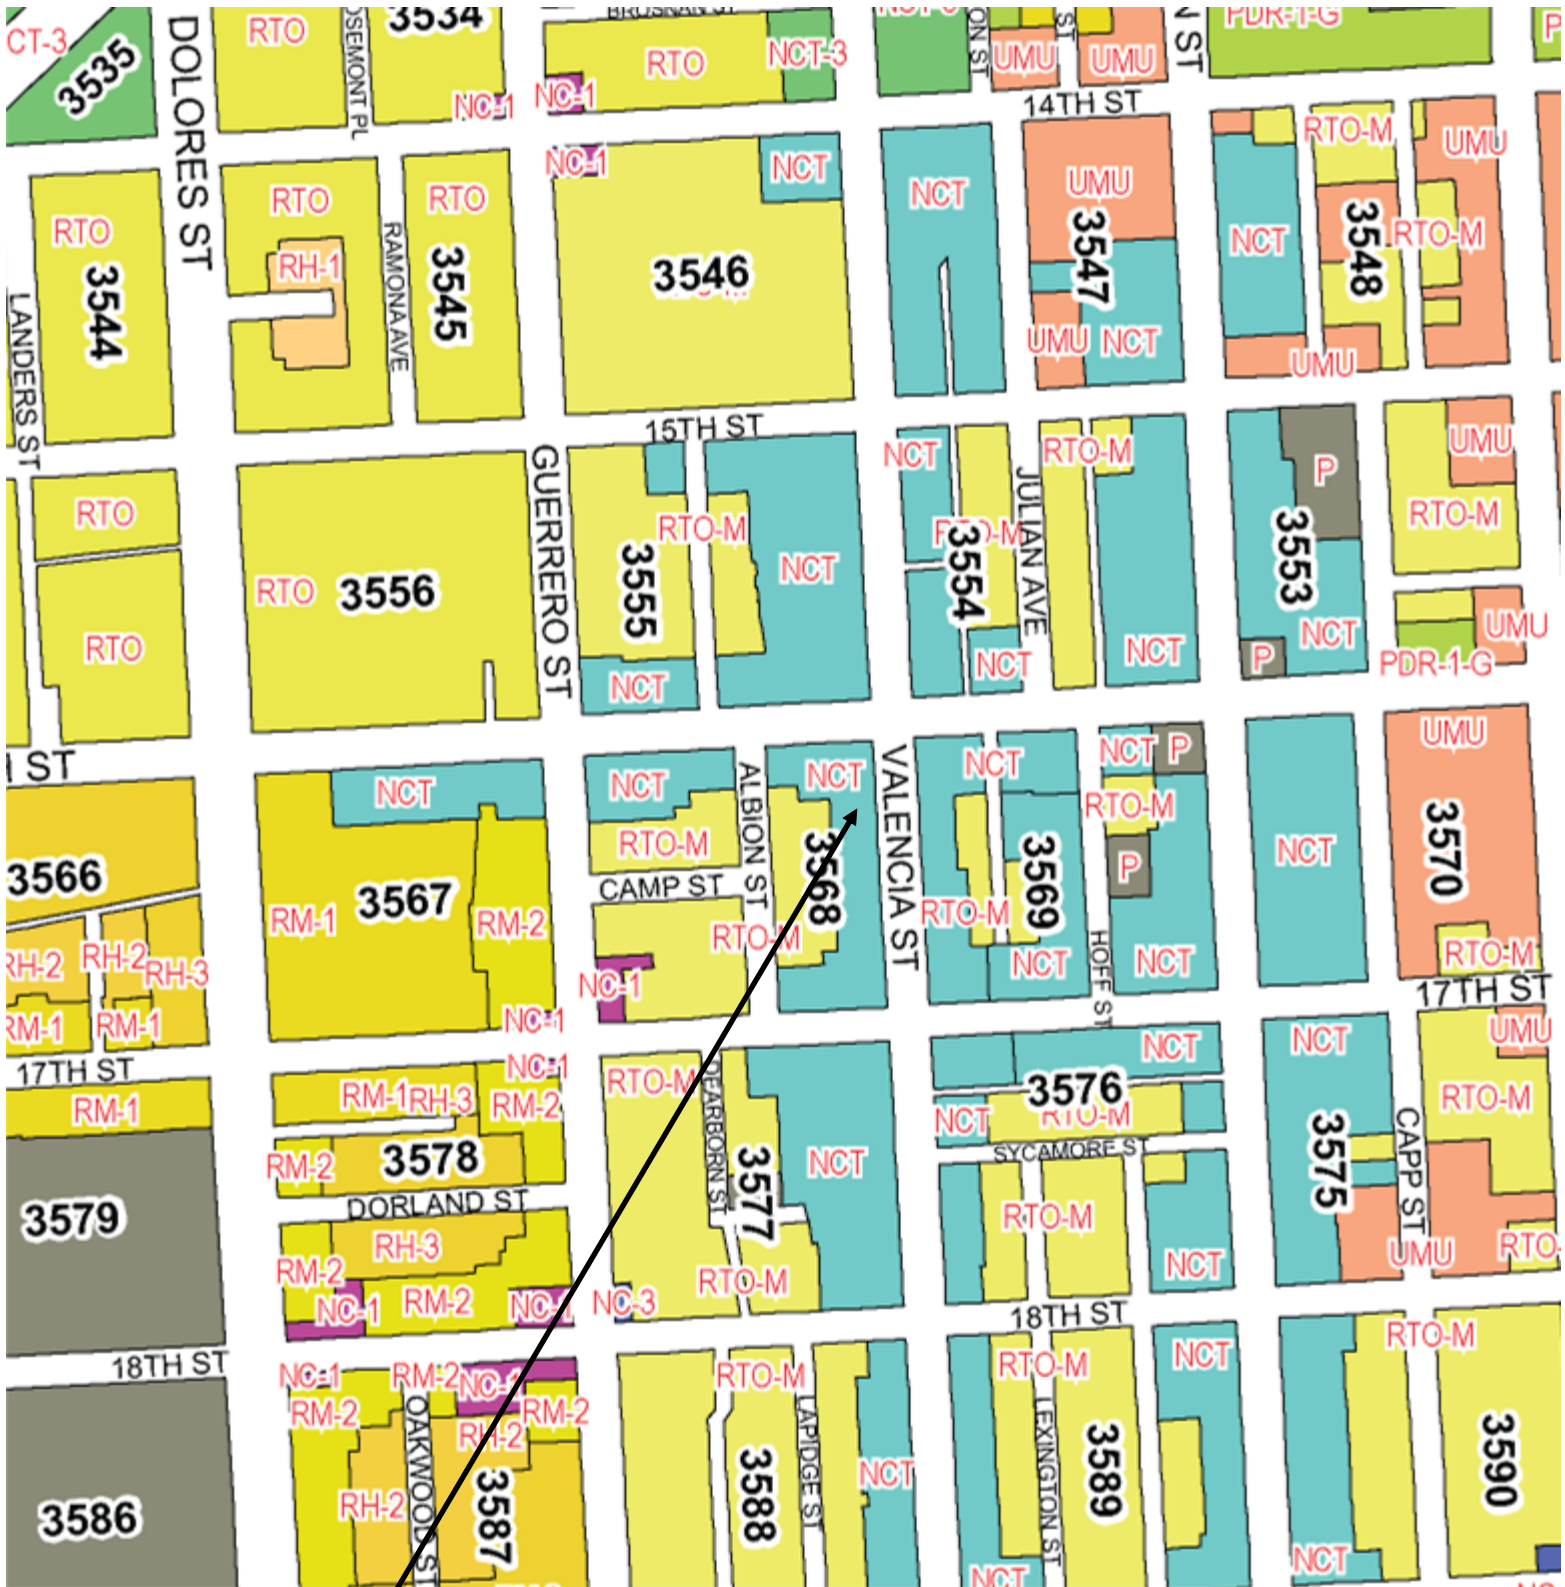 CT-3
3535
DOLORES ST
RTO
3534
NC-1
NC-1
RTO
NCT-3
UMU
ST
UMU
PDR-1-G
14TH ST
RTO
3544
LANDERS ST
RTO
RH-1
RAMONA AVE
RTO
3545
NC-1
NCT
3546
NCT
UMU
3547
UMU
NCT
NCT
RTO-M
3548
RTO-M
UMU
UMU
15TH ST
RTO
RTO
RTO
3556
GUERRERO ST
3555
RTO-M
NCT
NCT
NCT
3554
NCT
JULIAN AVE
RTO-M
NCT
P
3553
NCT
P
UMU
RTO-M
UMU
PDR-1-G
ST
3566
RH-2
RH-2
RH-3
RM-1
RM-1
NCT
RM-1
3567
RM-2
NC-1
NCT
RTO-M
CAMP ST
NC-1
RTO-M
ALBION ST
NCT
3568
VALENCIA ST
NCT
RTO-M
3569
NCT
HOFF ST
NCT
P
RTO-M
P
NCT
NCT
UMU
3570
RTO-M
17TH ST
17TH ST
RM-1
3579
RM-1
RH-3
NC-1
RM-2
RM-2
3578
DORLAND ST
RH-3
RM-2
NC-1
RM-2
NC-1
RTO-M
DEARBORN ST
3577
NCT
RTO-M
NC-3
NCT
3576
NCT
RTO-M
SYCAMORE ST
RTO-M
NCT
NCT
3575
CAPP ST
UMU
RTO-M
UMU
RTO-
18TH ST
18TH ST
3586
NC-1
RM-2
RM-2
NC-1
RM-2
RH-2
RH-2
OAKWOOD ST
3587
RTO-M
3588
LAPIDGE ST
NCT
RTO-M
LEXINGTON ST
3589
NCT
NCT
RTO-M
3590
NCT